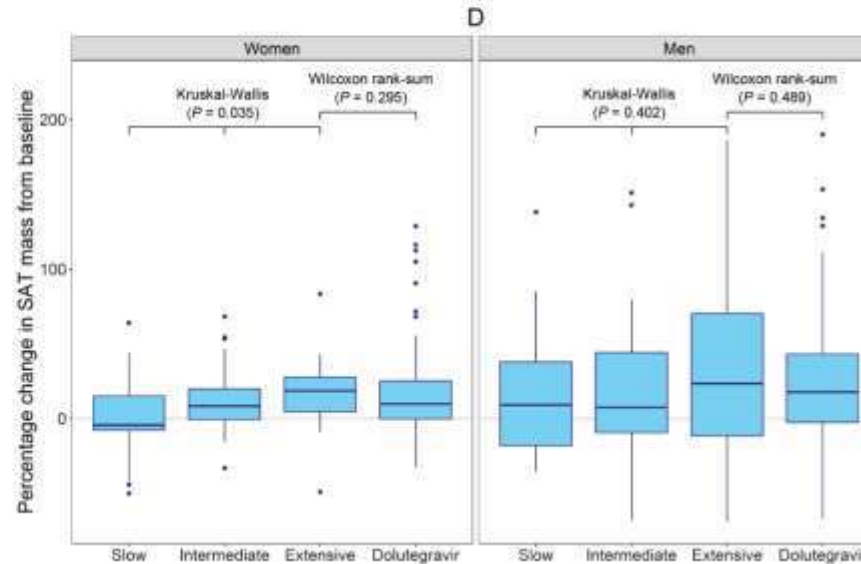 D
Women
Men
Kruskal-Wallis
(P = 0.035)
Wilcoxon rank-sum
(P = 0.295)
Kruskal-Wallis
(P = 0.402)
Wilcoxon rank-sum
(P = 0.489)
Percentage change in SAT mass from baseline
200
100
0
Slow Intermediate Extensive Dolutegravir
Slow Intermediate Extensive Dolutegravir